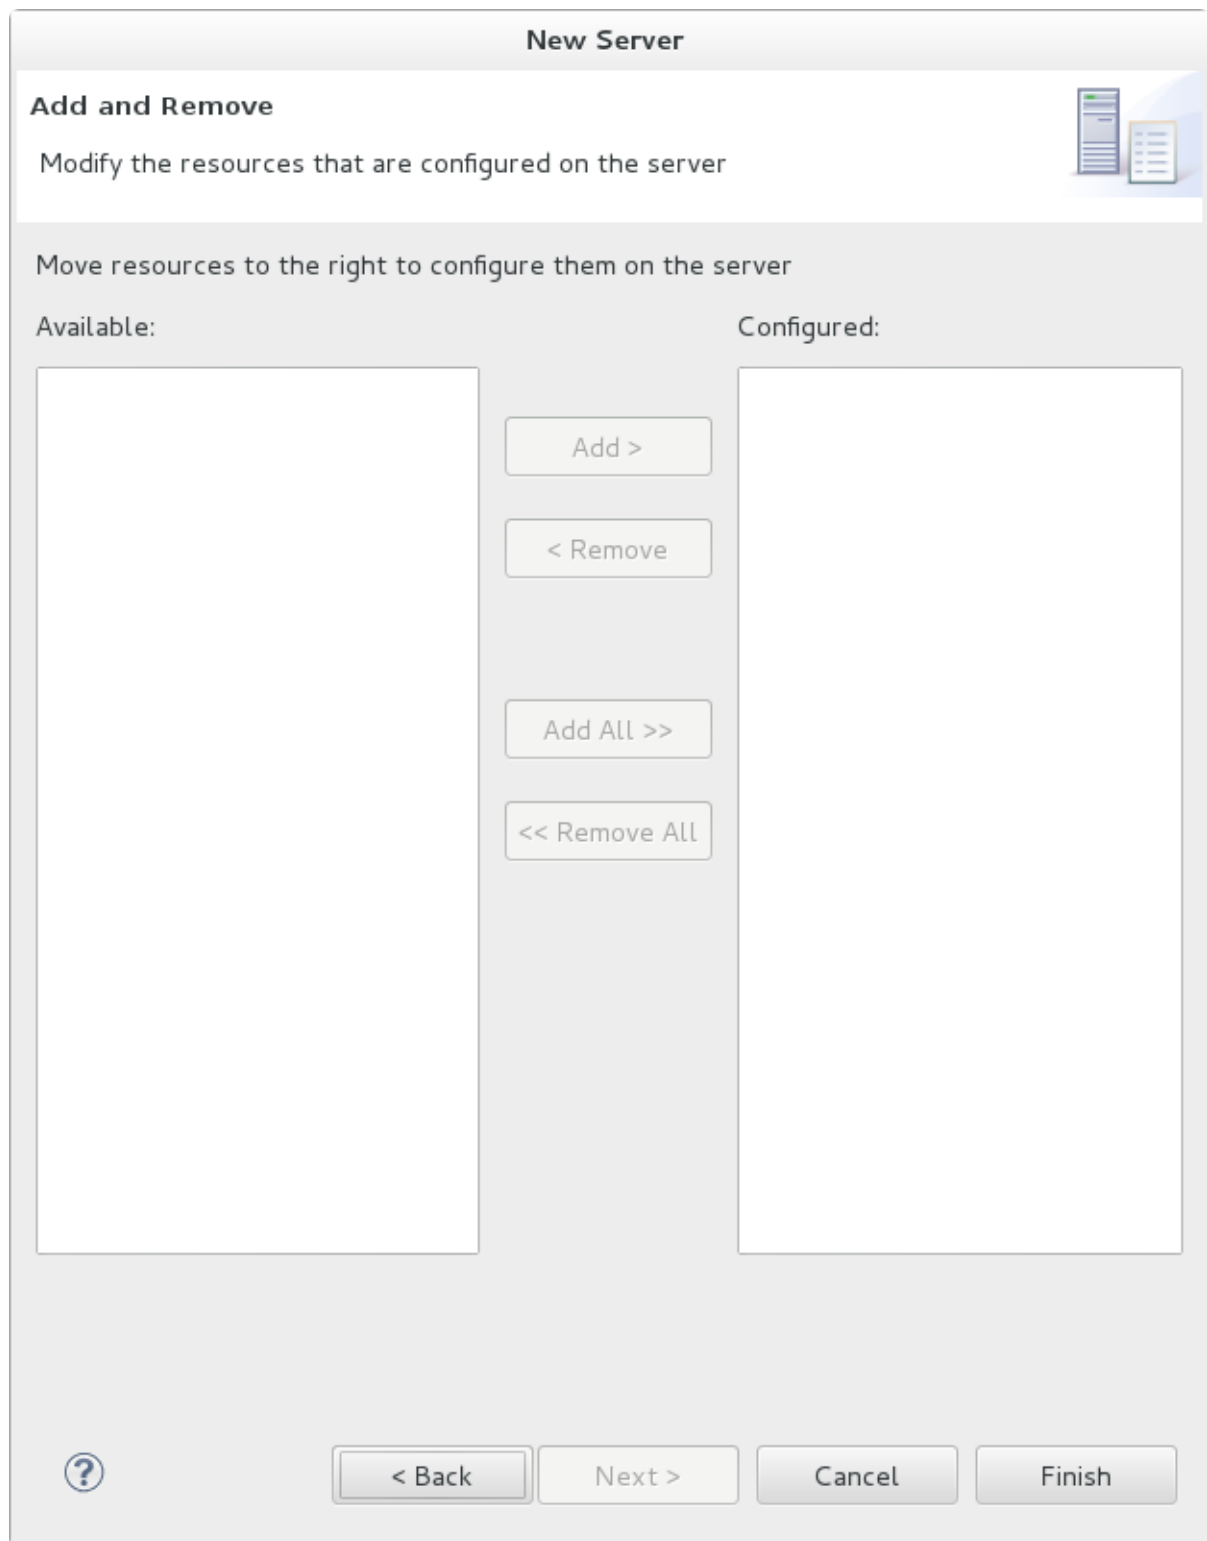 New Server
Add and Remove
Modify the resources that are configured on the server
Move resources to the right to configure them on the server
Available:
Configured:
Add >
< Remove
Add All >>
<< Remove All
?
< Back
Next >
Cancel
Finish